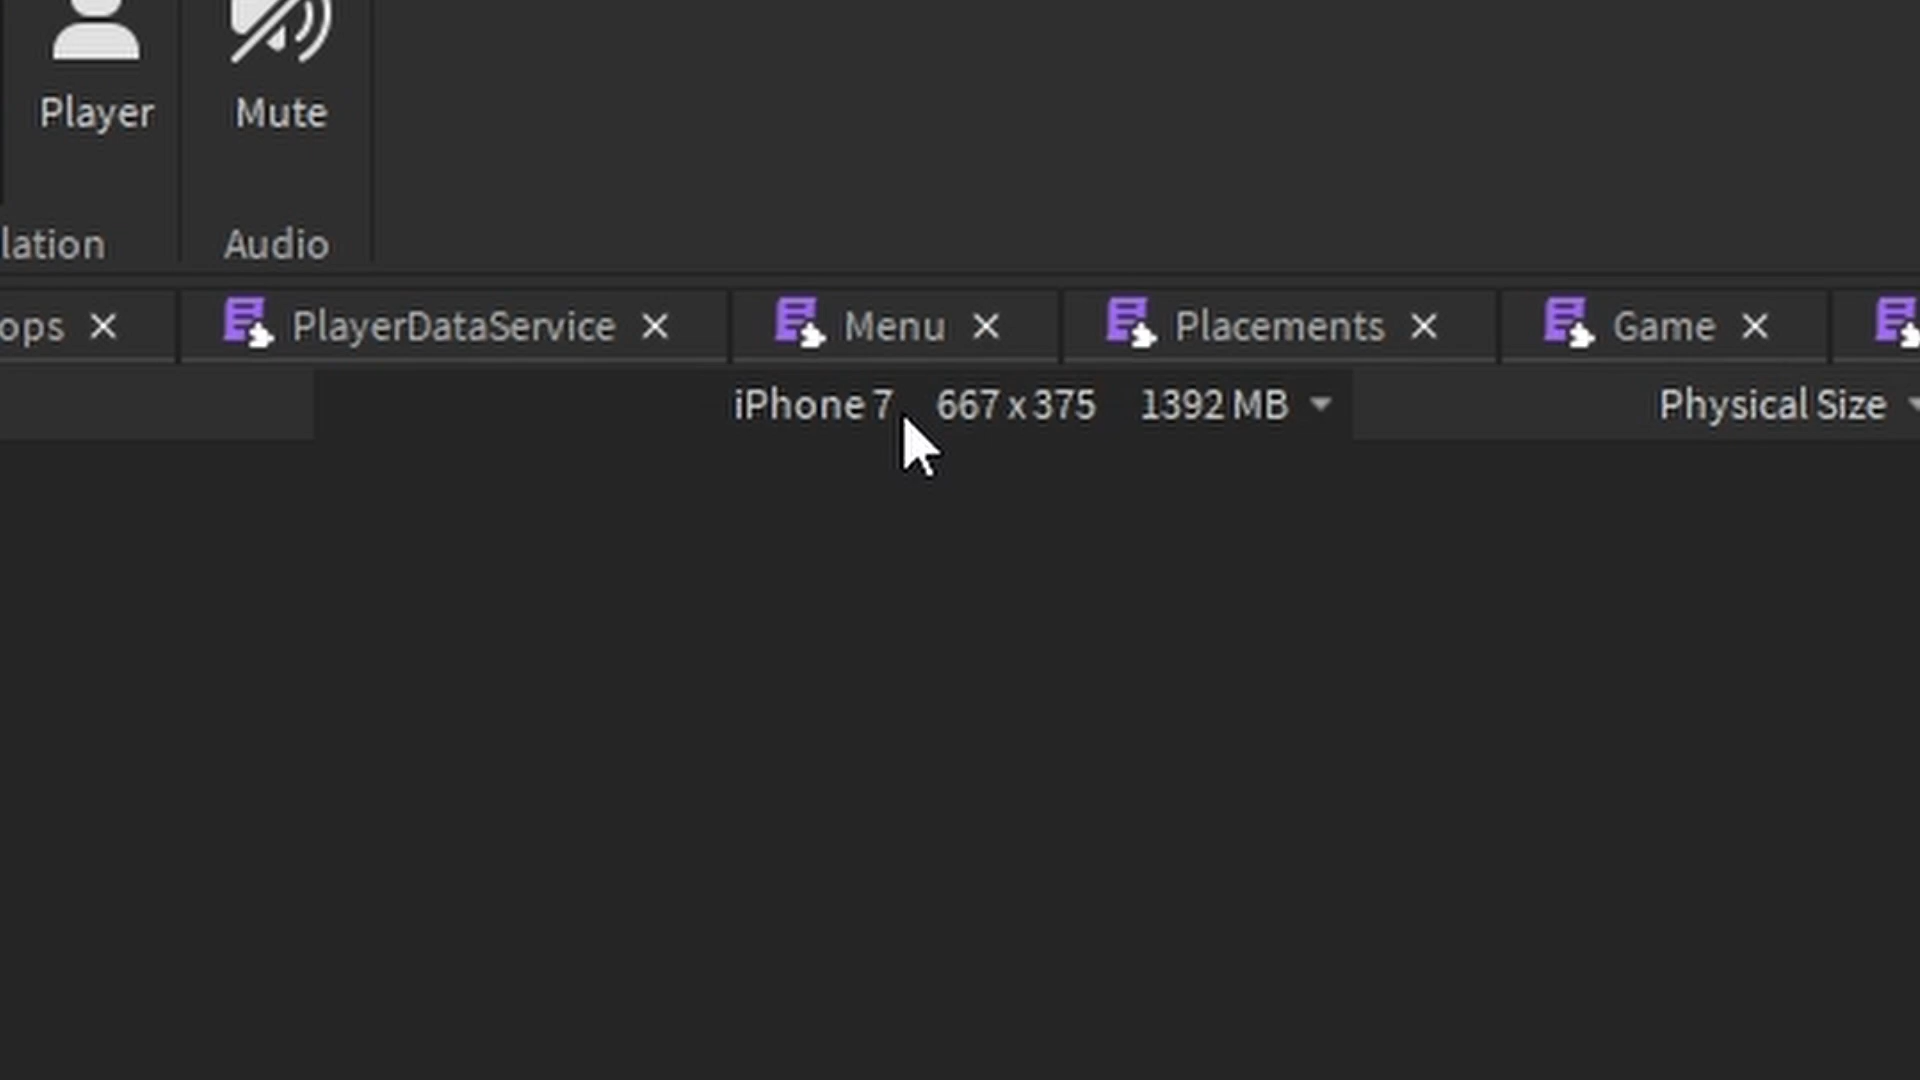 Player Mute
lation Audio
ops PlayerDataService Menu Placements Game
iPhone 7 667 x 375 1392 MB Physical Size